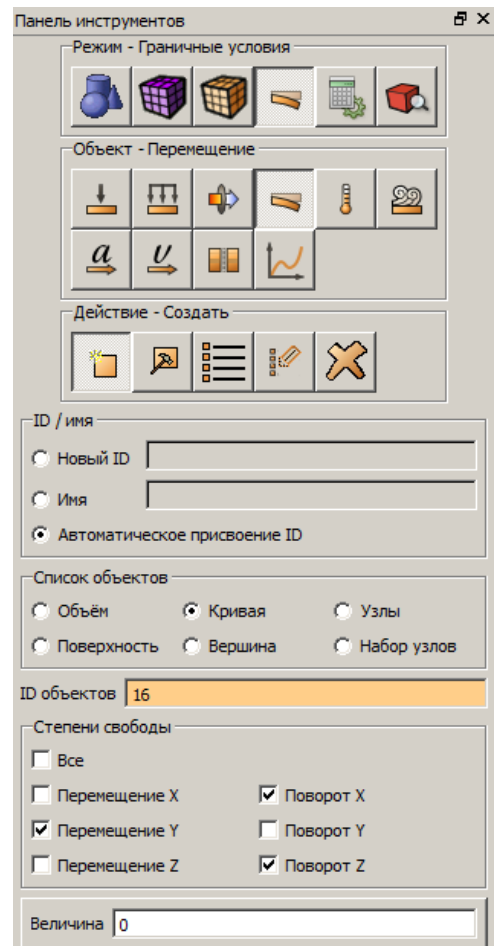 Панель инструментов
Режим - Граничные условия
Объект - Перемещение
a v
Действие - Создать
ID / имя
Новый ID
Имя
Автоматическое присвоение ID
Список объектов
Объём Кривая Узлы
Поверхность Вершина Набор узлов
ID объектов 16
Степени свободы
Все
Перемещение X Поворот X
Перемещение Y Поворот Y
Перемещение Z Поворот Z
Величина 0